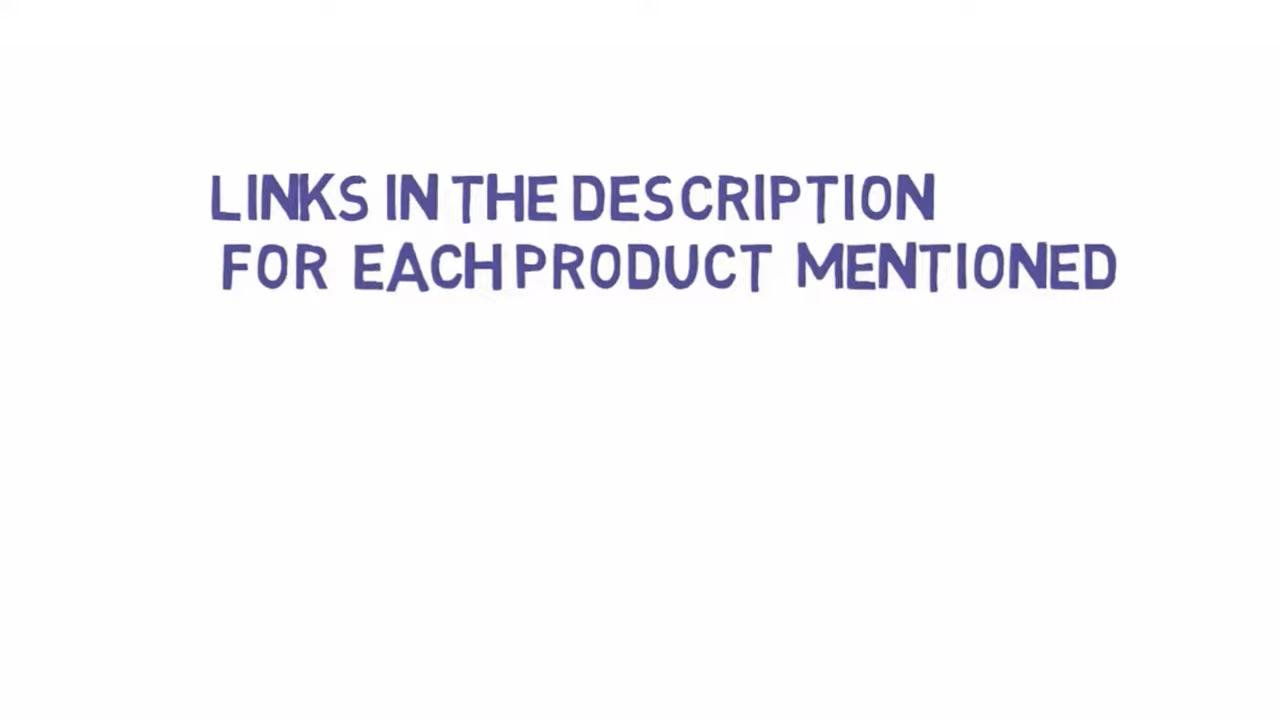 LINKS IN THE DESCRIPTION
FOR EACH PRODUCT MENTIONED